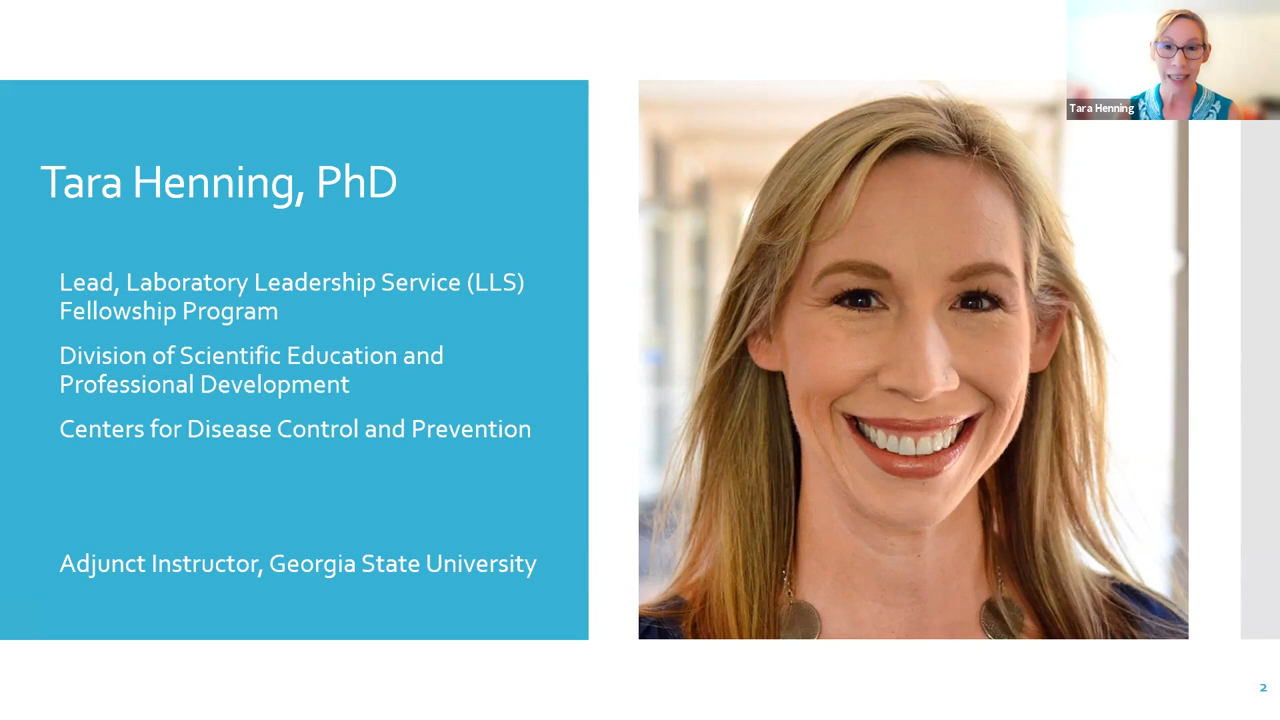 Tara Henning
Tara Henning, PhD
Lead, Laboratory Leadership Service (LLS)
Fellowship Program
Division of Scientific Education and
Professional Development
Centers for Disease Control and Prevention
Adjunct Instructor, Georgia State University
2